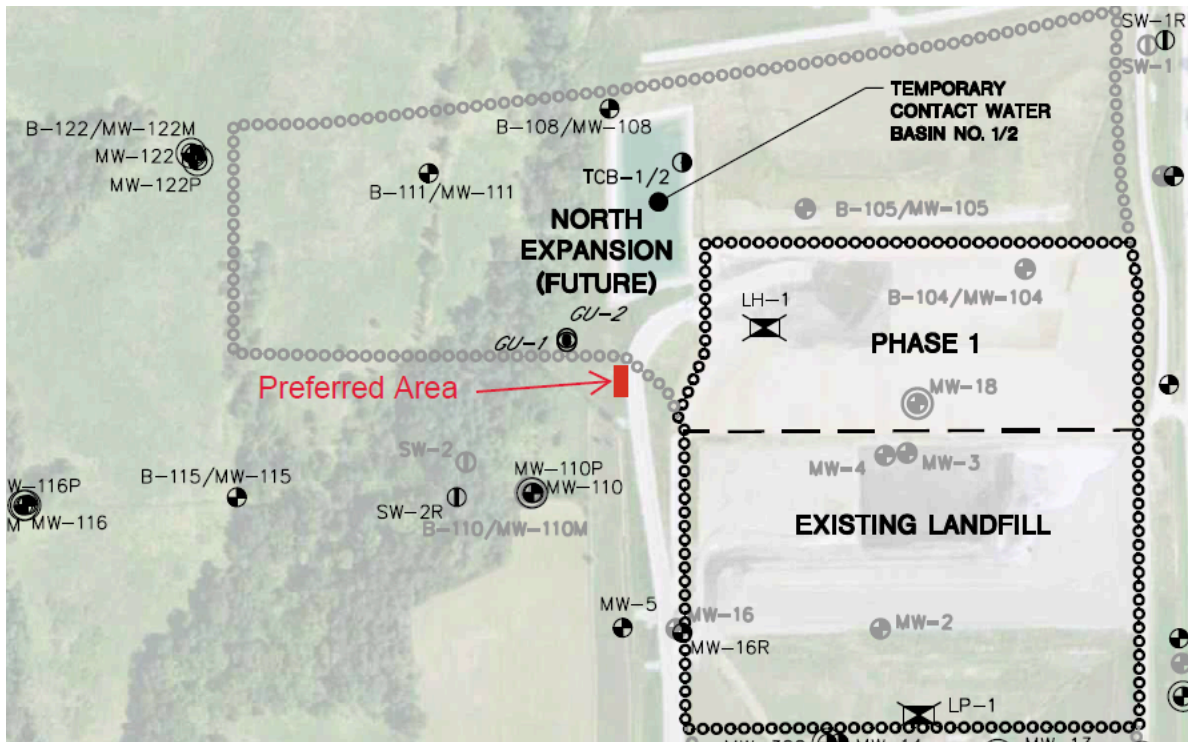 SW-1R
SW-1
TEMPORARY
CONTACT WATER
BASIN NO. 1/2
B-122/MW-122M
MW-122
MW-122P
B-108/MW-108
B-111/MW-111
TCB-1/2
B-105/MW-105
NORTH
EXPANSION
(FUTURE)
B-104/MW-104
LH-1
GU-2
GU-1
PHASE 1
Preferred Area
MW-18
SW-2
MW-4
MW-3
MW-110P
MW-110
B-115/MW-115
W-116P
M
MW-116
SW-2R
B-110/MW-110M
EXISTING LANDFILL
MW-5
MW-16
MW-2
MW-16R
LP-1